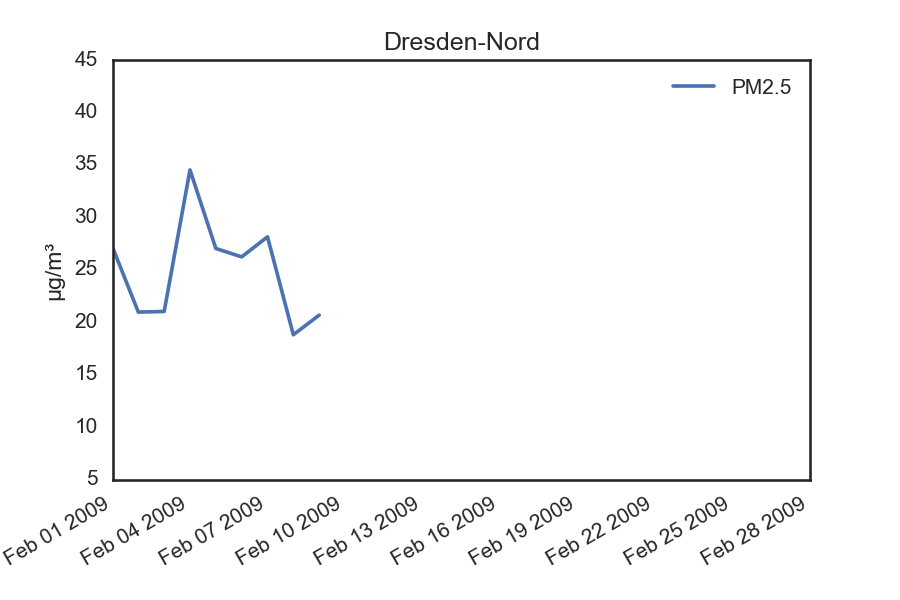 Dresden-Nord
PM2.5
µg/m³
45
40
35
30
25
20
15
10
5
Feb 01 2009
Feb 04 2009
Feb 07 2009
Feb 10 2009
Feb 13 2009
Feb 16 2009
Feb 19 2009
Feb 22 2009
Feb 25 2009
Feb 28 2009